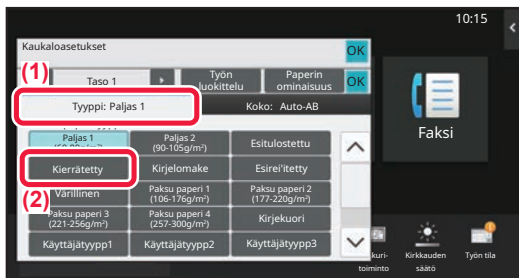 10:15
Kaukaloasetukset
OK
(1)
Taso 1
Työn
luokittelu
Paperin
ominaisuus
OK
Tyyppi: Paljas 1
Koko: Auto-AB
Paljas 1
Paljas 2
(90-105g/m²)
Esitulostettu
Kierrätetty
Kirjelomake
Esirei'itetty
(2)
Värillinen
Paksu paperi 1
(106-176g/m²)
Paksu paperi 2
(177-220g/m²)
Paksu paperi 3
(221-256g/m²)
Paksu paperi 4
(257-300g/m²)
Kirjekuori
Käyttäjätyypp1
Käyttäjätyypp2
Käyttäjätyypp3
Faksi
kuri-
toiminto
Kirkkauden
säätö
Työn tila